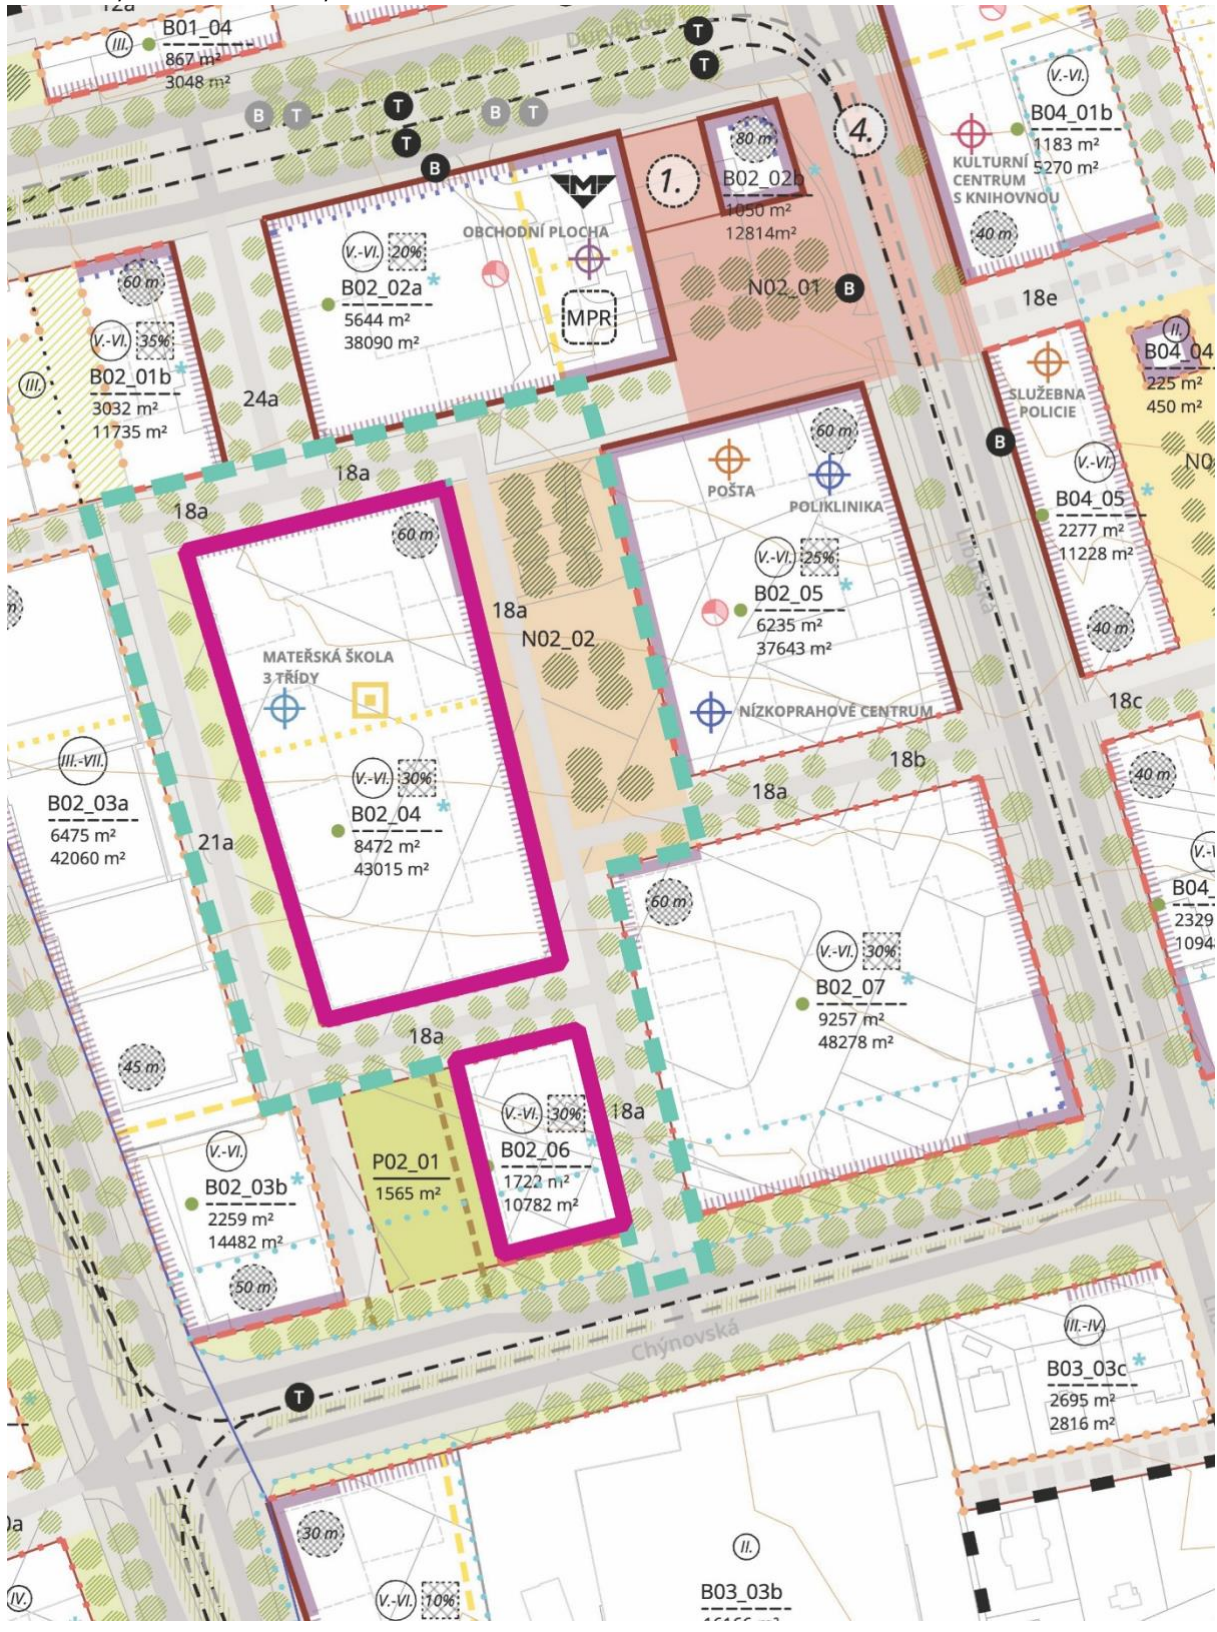 12a
B01_04
III.
867 m²
3048 m²
T
T
B
T
T
B
T
T
B
4.
V.-VI.
B04_01b
1183 m²
5270 m²
KULTURNÍ
CENTRUM
S KNIHOVNOU
40 m
80 m
1.
B02_02b
1050 m²
12814m²
M
OBCHODNÍ PLOCHA
V.-VI. 20%
B02_02a
5644 m²
38090 m²
MPR
N02_01
B
18e
60 m
V.-VI. 35%
B02_01b
3032 m²
11735 m²
III.
24a
II.
B04_04
225 m²
450 m²
SLUŽEBNA
POLICIE
B
V.-VI.
B04_05
2277 m²
11228 m²
40 m
60 m
POŠTA
POLIKLINIKA
V.-VI. 25%
B02_05
6235 m²
37643 m²
NÍZKOPRAHOVÉ CENTRUM
18a
18a
60 m
18a
N02_02
MATEŘSKÁ ŠKOLA
3 TŘÍDY
V.-VI. 30%
B02_04
8472 m²
43015 m²
III.-VII.
B02_03a
6475 m²
42060 m²
21a
18c
18b
18a
40 m
60 m
V.-VI. 30%
B02_07
9257 m²
48278 m²
B04_
2329
18a
45 m
V.-VI. 30%
18a
B02_06
1722 m²
10782 m²
P02_01
1565 m²
V.-VI.
B02_03b
2259 m²
14482 m²
50 m
Chýnovská
T
III.-IV.
B03_03c
2695 m²
2816 m²
30 m
V.-VI. 10%
II.
B03_03b
IV.